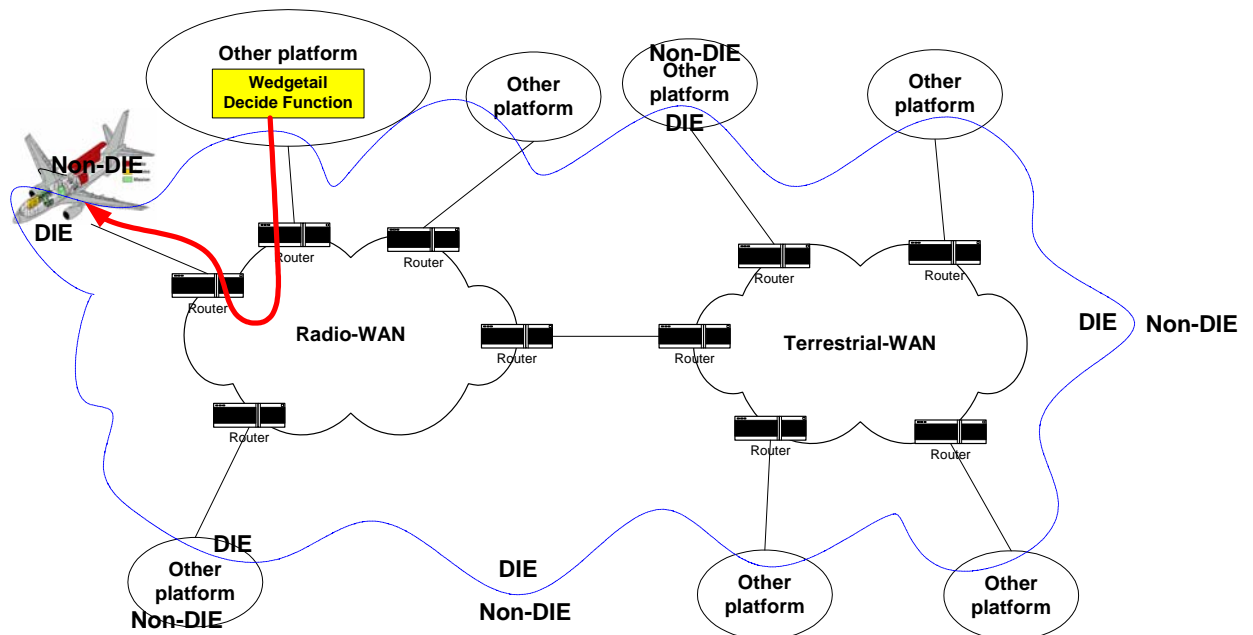 Other platform
Wedgetail
Decide Function
Other
platform
Non-DIE
Other
platform
DIE
Other
platform
Non-DIE
DIE
Router
Router
Router
Router
Router
Radio-WAN
Router
Router
Terrestrial-WAN
DIE
Non-DIE
Router
Router
Router
DIE
Other
platform
Non-DIE
DIE
Non-DIE
Other
platform
Other
platform